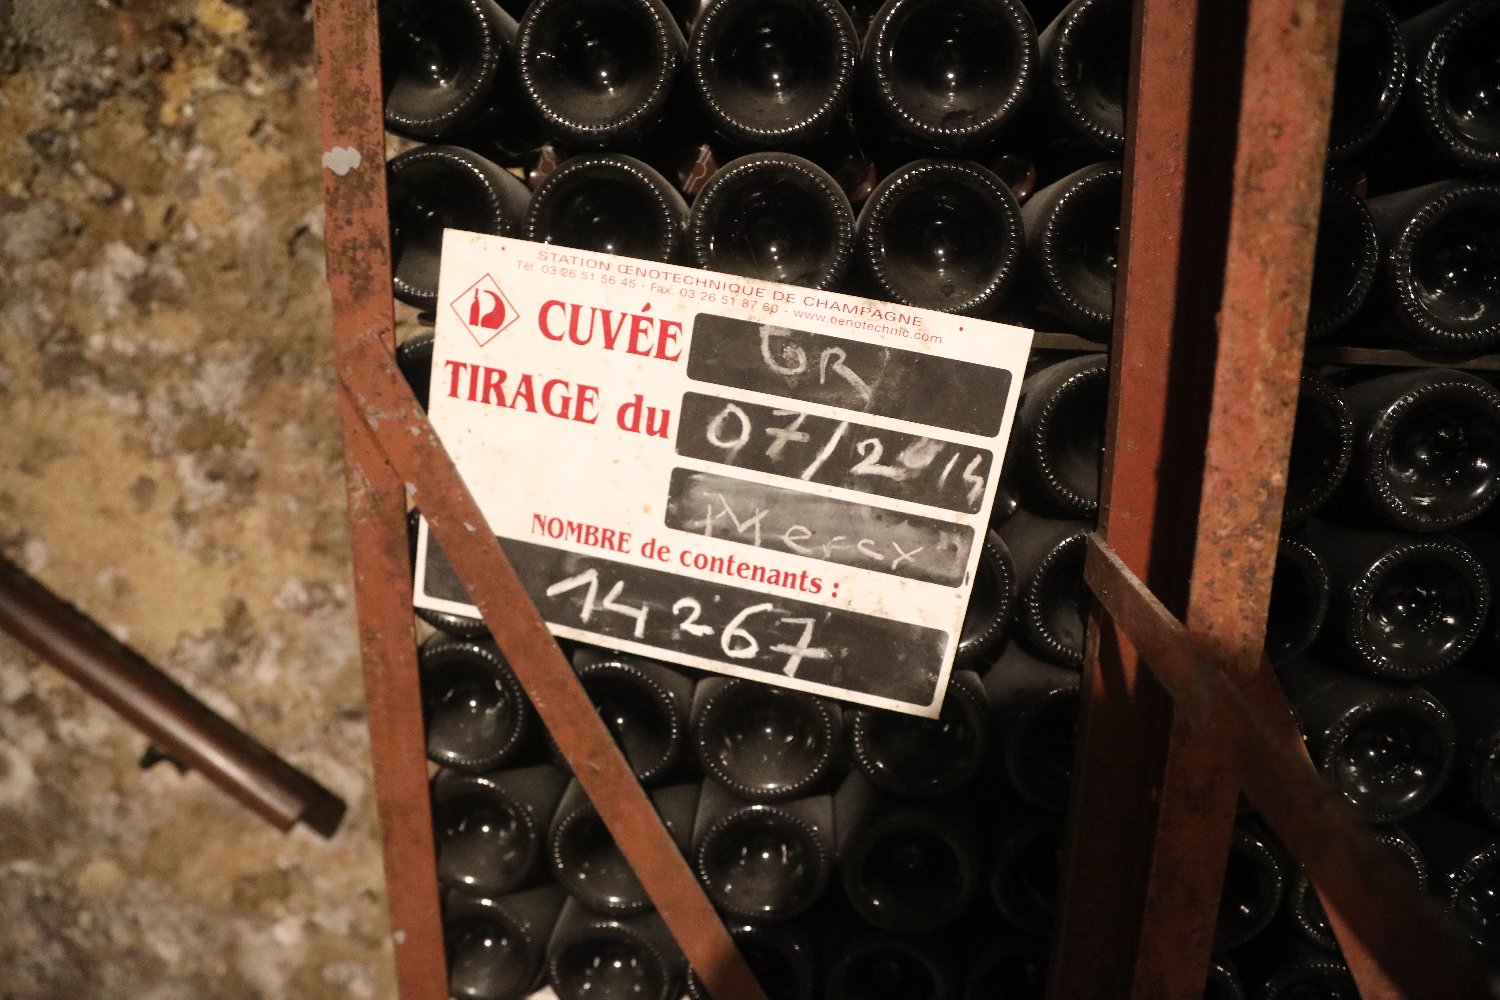 STATION ŒNOTECHNIQUE DE CHAMPAGNE
Tél. 03 26 51 56 45 - Fax. 03 26 51 87 60 - www.oenotechnic.com
CUVÉE GR
TIRAGE du 07/2014
Merex
NOMBRE de contenants :
14267